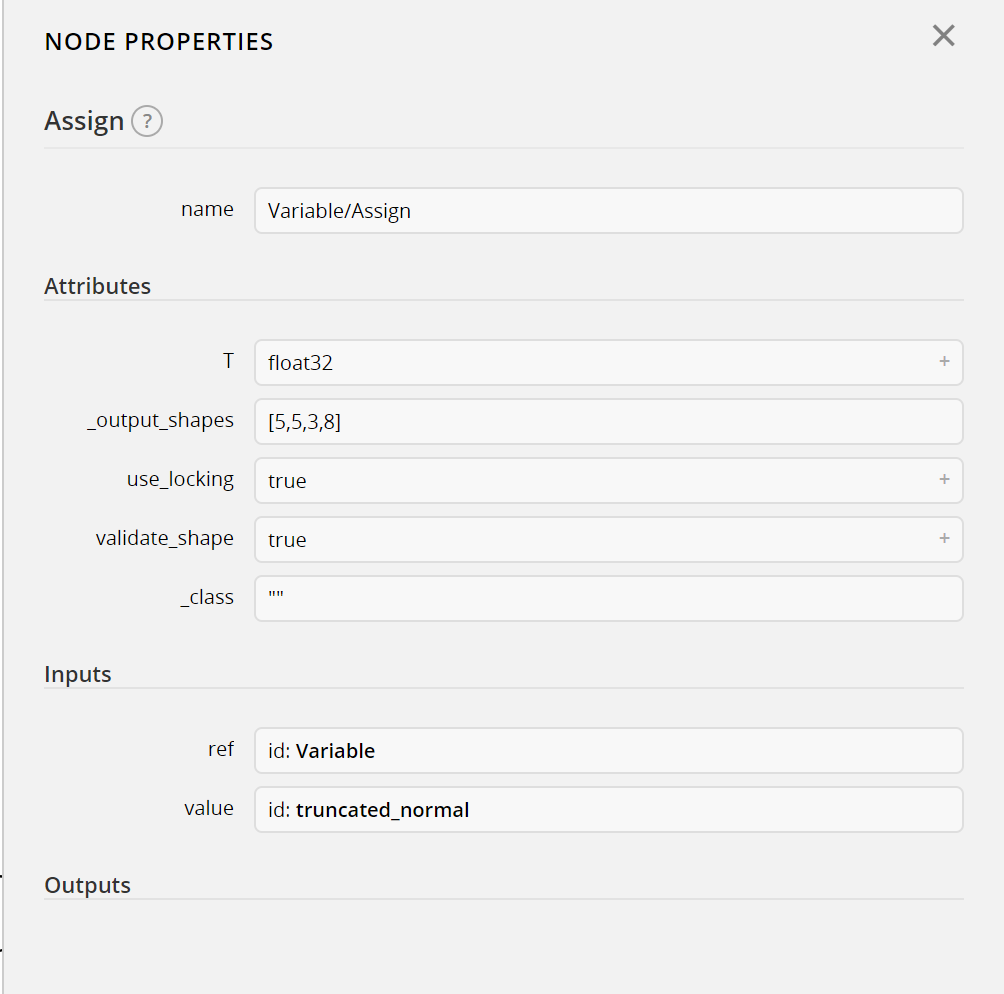 NODE PROPERTIES
Assign ?
name Variable/Assign
Attributes
T float32 +
_output_shapes [5,5,3,8]
use_locking true +
validate_shape true +
_class ""
Inputs
ref id: Variable
value id: truncated_normal
Outputs